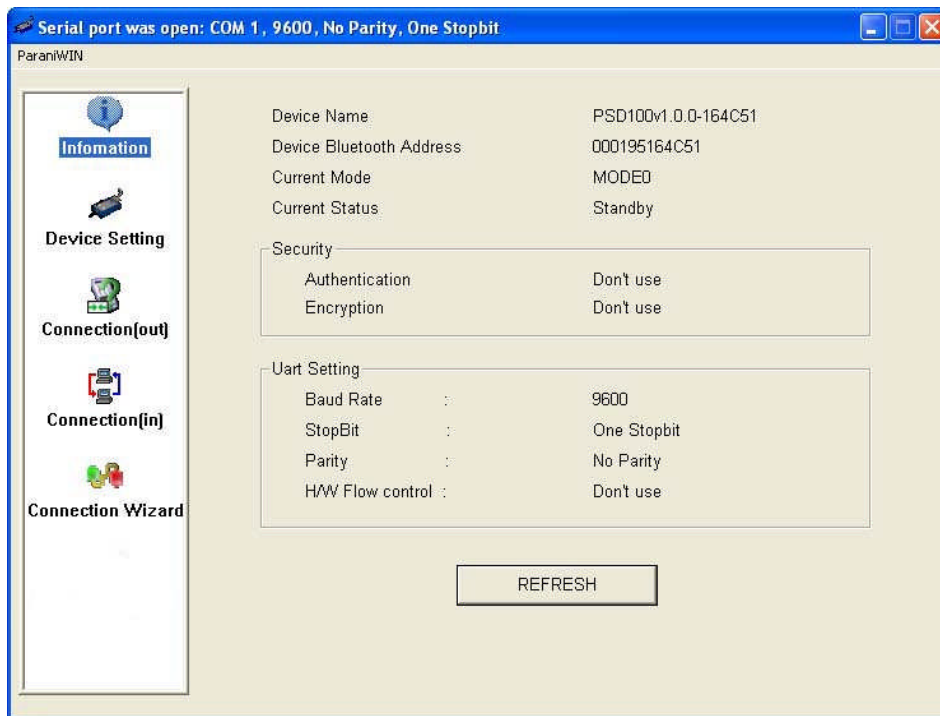 Serial port was open: COM 1, 9600, No Parity, One Stopbit
ParaniWIN
Infomation
Device Setting
Connection(out)
Connection(in)
Connection Wizard
Device Name PSD100v1.0.0-164C51
Device Bluetooth Address 000195164C51
Current Mode MODE0
Current Status Standby
Security
Authentication Don't use
Encryption Don't use
Uart Setting
Baud Rate : 9600
StopBit : One Stopbit
Parity : No Parity
H/W Flow control : Don't use
REFRESH